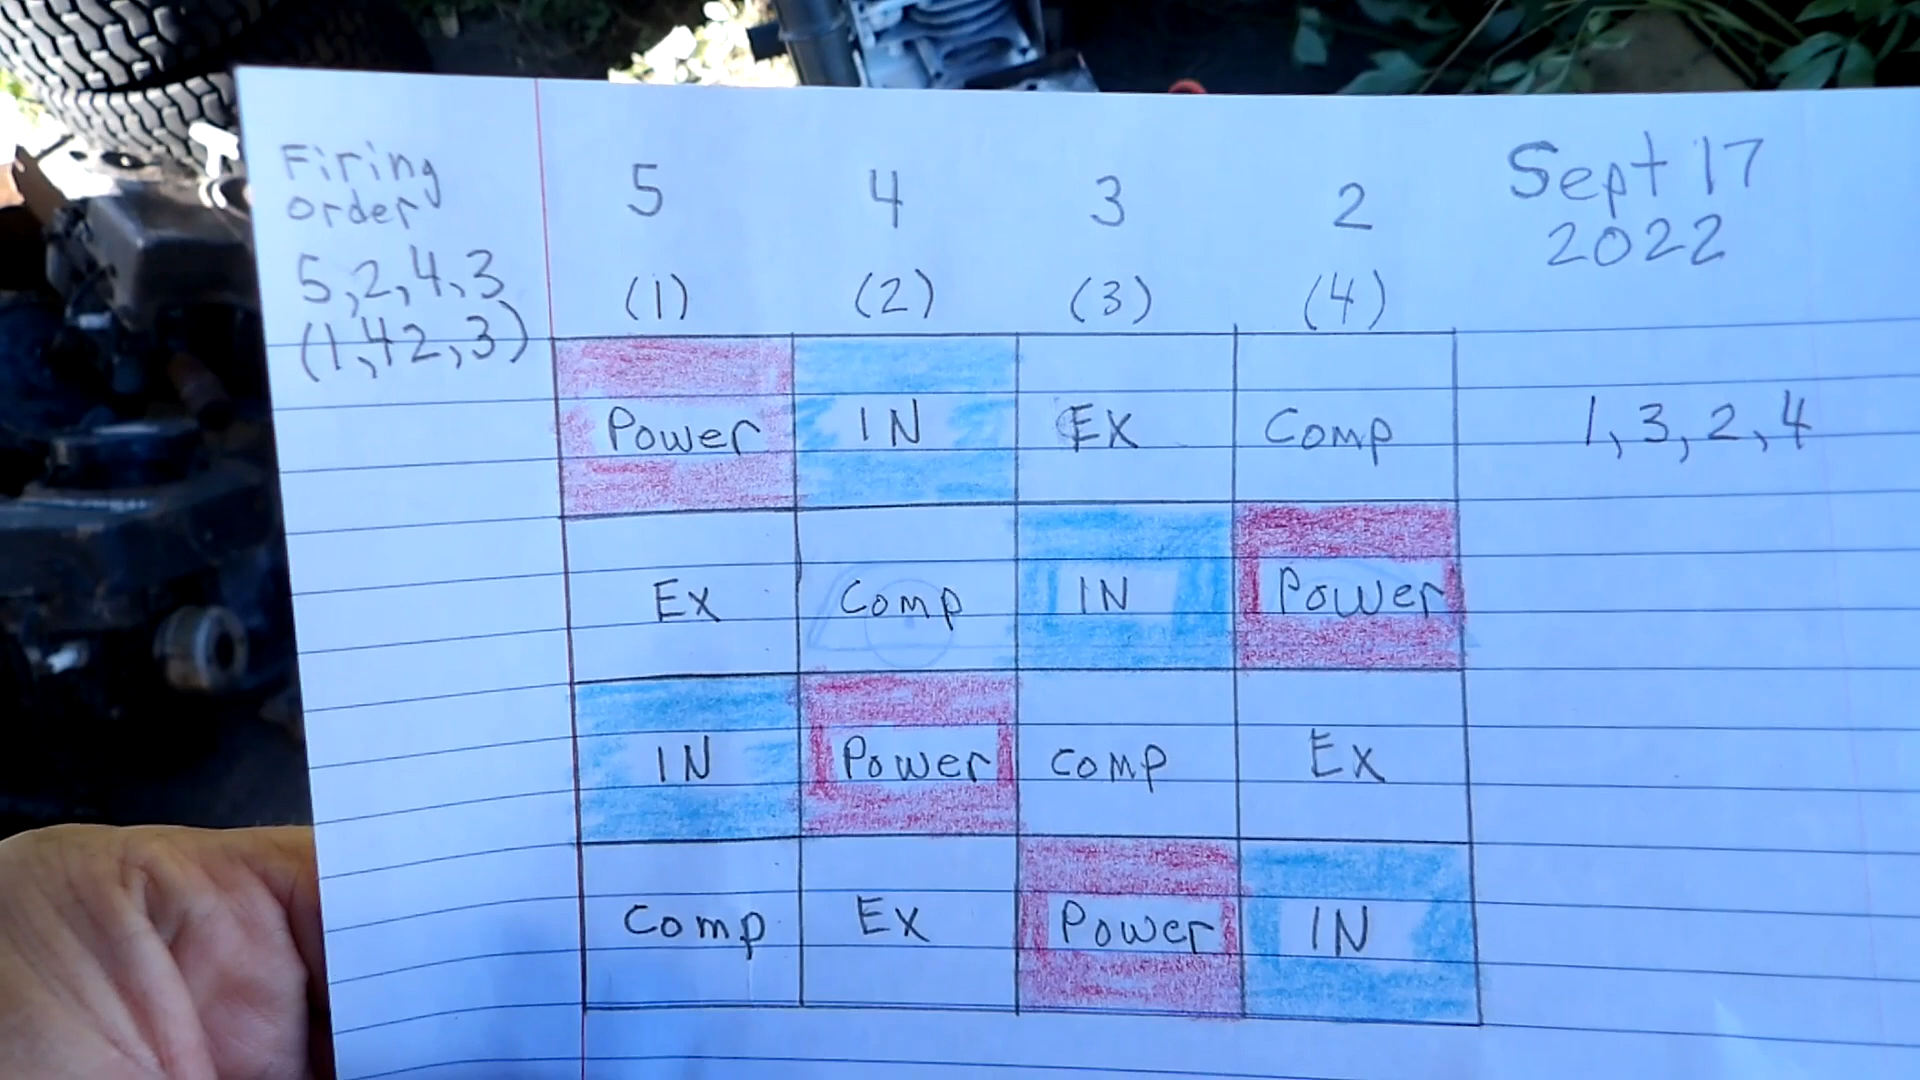 Firing
order
5,2,4,3
(1,42,3)
5 4 3 2
(1) (2) (3) (4)
Sept 17
2022
Power IN EX Comp
1,3,2,4
Ex Comp IN Power
IN Power comp Ex
Comp Ex Power IN